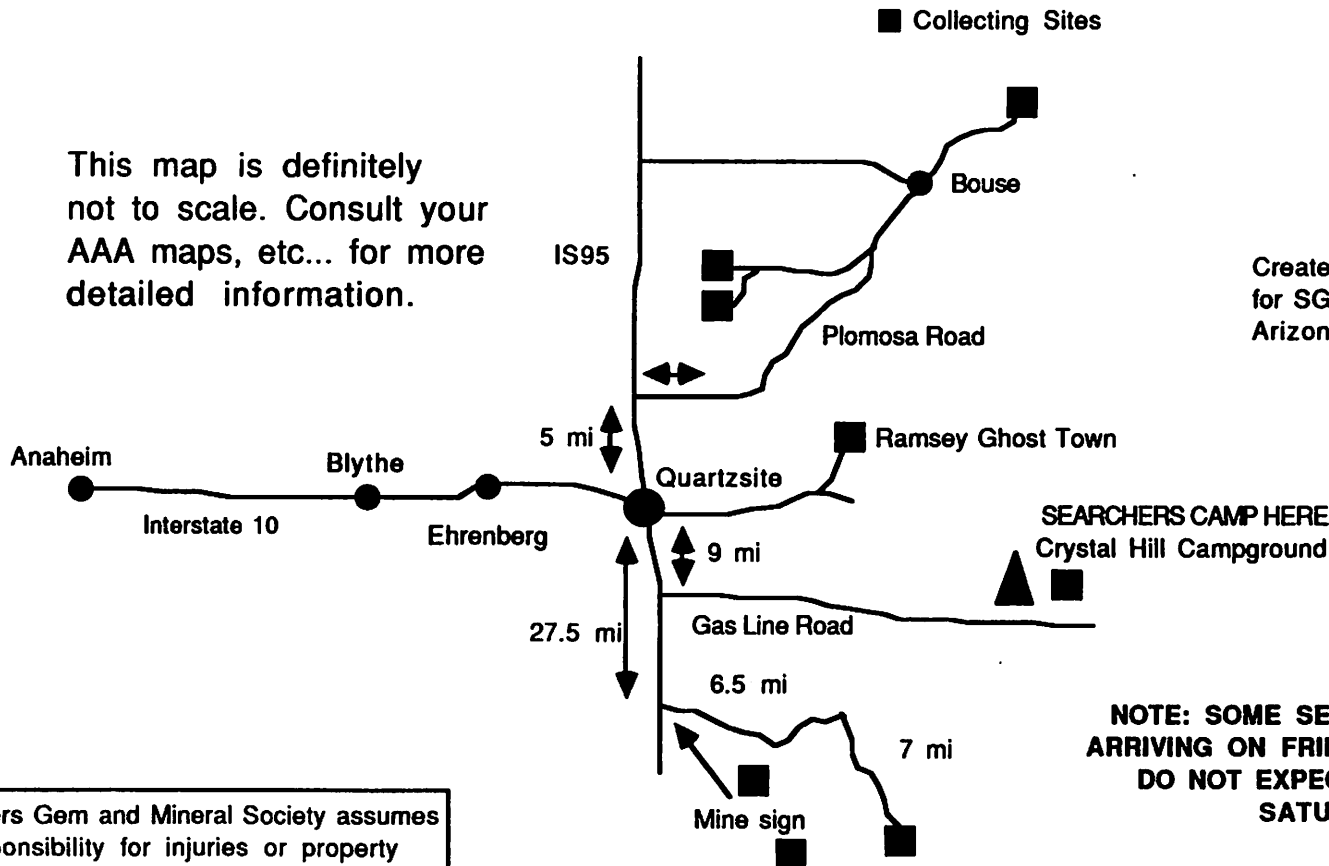 Collecting Sites
This map is definitely
not to scale. Consult your
AAA maps, etc... for more
detailed information.
IS95
Bouse
Create
for SG
Arizon
Plomosa Road
5 mi
Ramsey Ghost Town
Anaheim
Blythe
Quartzsite
Interstate 10
Ehrenberg
SEARCHERS CAMP HERE
Crystal Hill Campground
9 mi
27.5 mi
Gas Line Road
6.5 mi
7 mi
NOTE: SOME SE
ARRIVING ON FRI
DO NOT EXPE
SATU
Mine sign
ers Gem and Mineral Society assumes
onsibility for injuries or property